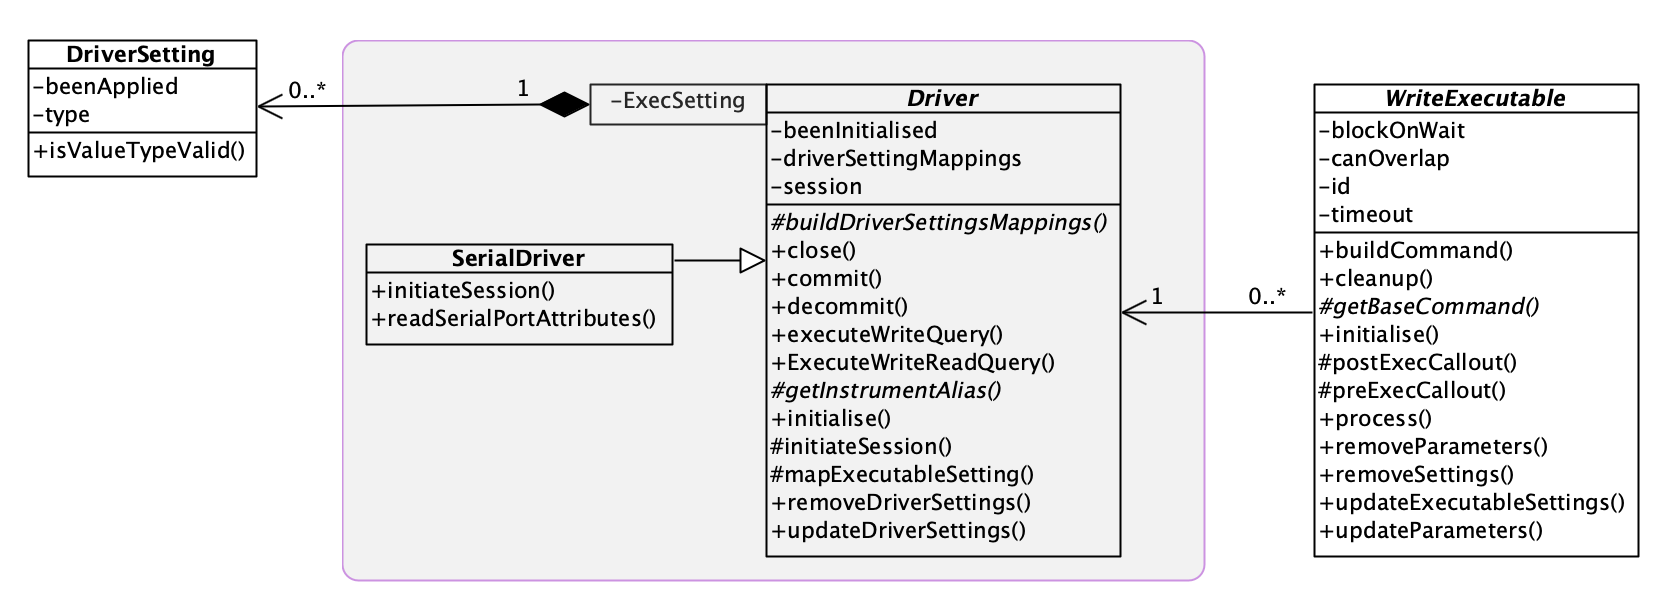 DriverSetting
-beenApplied
-type
+isValueTypeValid()
0..*
1
-ExecSetting
Driver
-beenInitialised
-driverSettingMappings
-session
#buildDriverSettingsMappings()
+close()
+commit()
+decommit()
+executeWriteQuery()
+ExecuteWriteReadQuery()
#getInstrumentAlias()
+initialise()
#initiateSession()
#mapExecutableSetting()
+removeDriverSettings()
+updateDriverSettings()
SerialDriver
+initiateSession()
+readSerialPortAttributes()
1
0..*
WriteExecutable
-blockOnWait
-canOverlap
-id
-timeout
+buildCommand()
+cleanup()
#getBaseCommand()
+initialise()
#postExecCallout()
#preExecCallout()
+process()
+removeParameters()
+removeSettings()
+updateExecutableSettings()
+updateParameters()